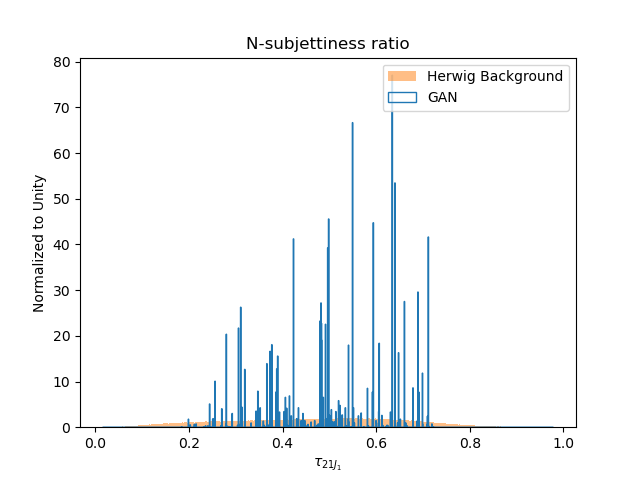 N-subjettiness ratio
Herwig Background
GAN
Normalized to Unity
80
70
60
50
40
30
20
10
0
0.0 0.2 0.4 0.6 0.8 1.0
τ21J1